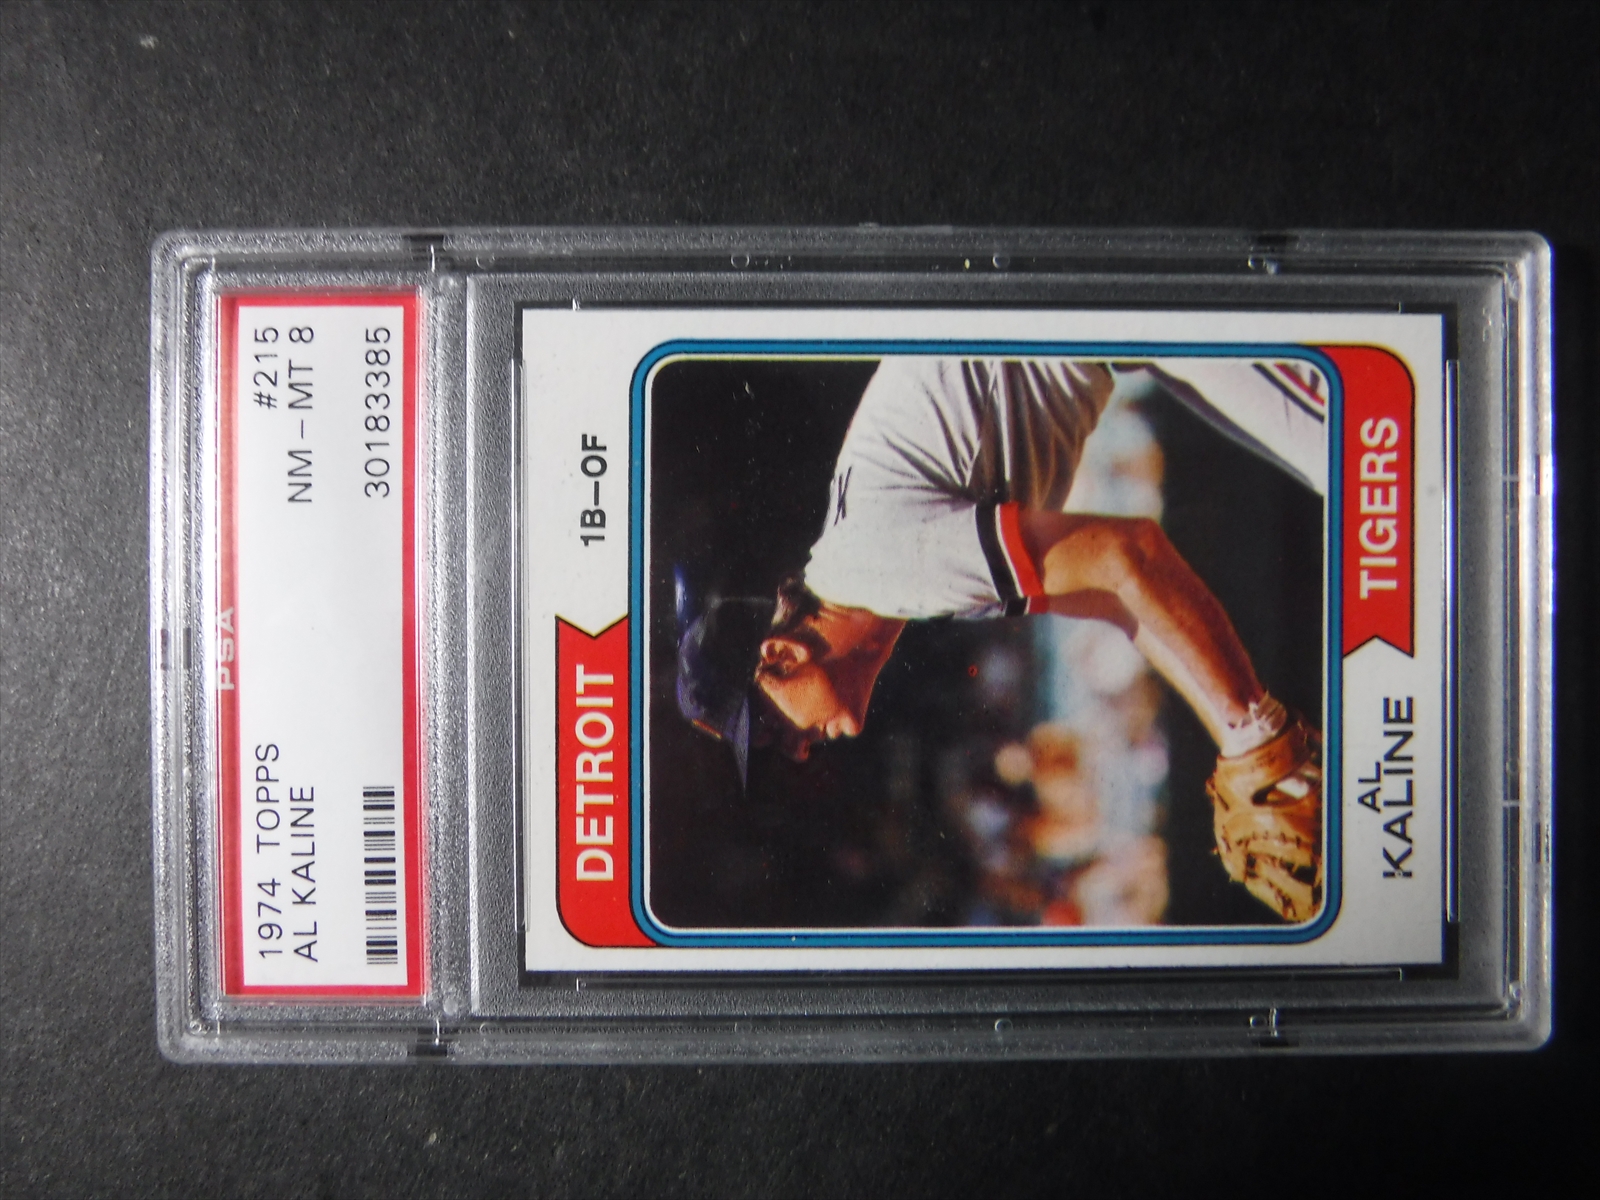 PSA
1974 TOPPS #215
AL KALINE NM-MT 8
30183385
DETROIT 1B-OF
AL
KALINE
TIGERS